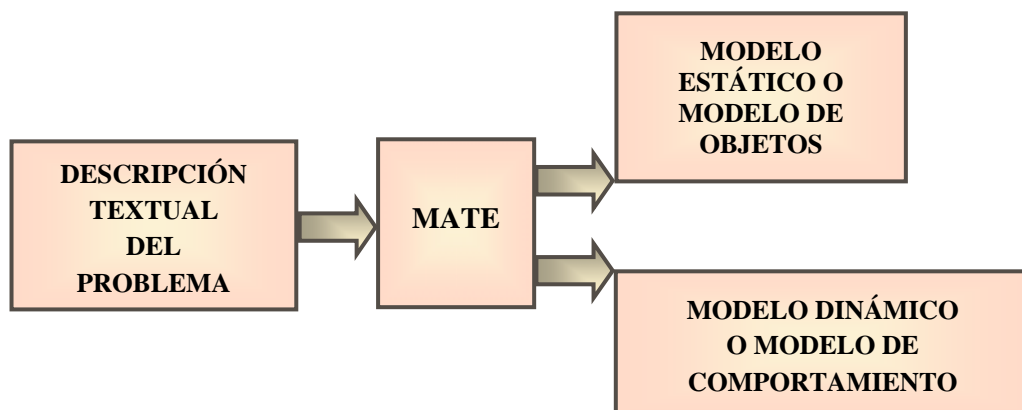 DESCRIPCIÓN
TEXTUAL
DEL
PROBLEMA
MATE
MODELO
ESTÁTICO O
MODELO DE
OBJETOS
MODELO DINÁMICO
O MODELO DE
COMPORTAMIENTO